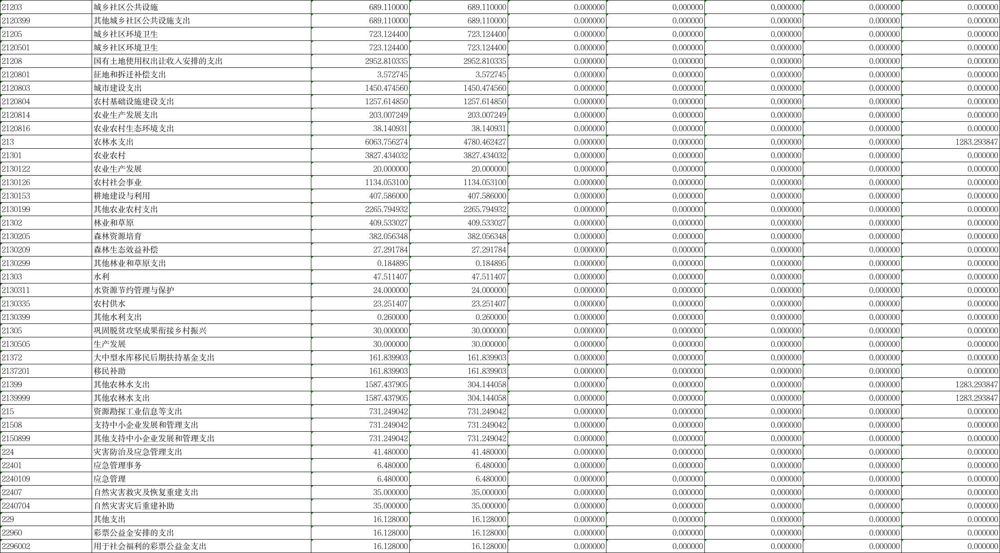 21203 城乡社区公共设施 689.110000 689.110000 0.000000 0.000000 0.000000 0.000000 0.000000
2120399 其他城乡社区公共设施支出 689.110000 689.110000 0.000000 0.000000 0.000000 0.000000 0.000000
21205 城乡社区环境卫生 723.124400 723.124400 0.000000 0.000000 0.000000 0.000000 0.000000
2120501 城乡社区环境卫生 723.124400 723.124400 0.000000 0.000000 0.000000 0.000000 0.000000
21208 国有土地使用权出让收入安排的支出 2952.810335 2952.810335 0.000000 0.000000 0.000000 0.000000 0.000000
2120801 征地和拆迁补偿支出 3.572745 3.572745 0.000000 0.000000 0.000000 0.000000 0.000000
2120803 城市建设支出 1450.474560 1450.474560 0.000000 0.000000 0.000000 0.000000 0.000000
2120804 农村基础设施建设支出 1257.614850 1257.614850 0.000000 0.000000 0.000000 0.000000 0.000000
2120814 农业生产发展支出 203.007249 203.007249 0.000000 0.000000 0.000000 0.000000 0.000000
2120816 农业农村生态环境支出 38.140931 38.140931 0.000000 0.000000 0.000000 0.000000 0.000000
213 农林水支出 6063.756274 4780.462427 0.000000 0.000000 0.000000 0.000000 1283.293847
21301 农业农村 3827.434032 3827.434032 0.000000 0.000000 0.000000 0.000000 0.000000
2130122 农业生产发展 20.000000 20.000000 0.000000 0.000000 0.000000 0.000000 0.000000
2130126 农村社会事业 1134.053100 1134.053100 0.000000 0.000000 0.000000 0.000000 0.000000
2130153 耕地建设与利用 407.586000 407.586000 0.000000 0.000000 0.000000 0.000000 0.000000
2130199 其他农业农村支出 2265.794932 2265.794932 0.000000 0.000000 0.000000 0.000000 0.000000
21302 林业和草原 409.533027 409.533027 0.000000 0.000000 0.000000 0.000000 0.000000
2130205 森林资源培育 382.056348 382.056348 0.000000 0.000000 0.000000 0.000000 0.000000
2130209 森林生态效益补偿 27.291784 27.291784 0.000000 0.000000 0.000000 0.000000 0.000000
2130299 其他林业和草原支出 0.184895 0.184895 0.000000 0.000000 0.000000 0.000000 0.000000
21303 水利 47.511407 47.511407 0.000000 0.000000 0.000000 0.000000 0.000000
2130311 水资源节约管理与保护 24.000000 24.000000 0.000000 0.000000 0.000000 0.000000 0.000000
2130335 农村供水 23.251407 23.251407 0.000000 0.000000 0.000000 0.000000 0.000000
2130399 其他水利支出 0.260000 0.260000 0.000000 0.000000 0.000000 0.000000 0.000000
21305 巩固脱贫攻坚成果衔接乡村振兴 30.000000 30.000000 0.000000 0.000000 0.000000 0.000000 0.000000
2130505 生产发展 30.000000 30.000000 0.000000 0.000000 0.000000 0.000000 0.000000
21372 大中型水库移民后期扶持基金支出 161.839903 161.839903 0.000000 0.000000 0.000000 0.000000 0.000000
2137201 移民补助 161.839903 161.839903 0.000000 0.000000 0.000000 0.000000 0.000000
21399 其他农林水支出 1587.437905 304.144058 0.000000 0.000000 0.000000 0.000000 1283.293847
2139999 其他农林水支出 1587.437905 304.144058 0.000000 0.000000 0.000000 0.000000 1283.293847
215 资源勘探工业信息等支出 731.249042 731.249042 0.000000 0.000000 0.000000 0.000000 0.000000
21508 支持中小企业发展和管理支出 731.249042 731.249042 0.000000 0.000000 0.000000 0.000000 0.000000
2150899 其他支持中小企业发展和管理支出 731.249042 731.249042 0.000000 0.000000 0.000000 0.000000 0.000000
224 灾害防治及应急管理支出 41.480000 41.480000 0.000000 0.000000 0.000000 0.000000 0.000000
22401 应急管理事务 6.480000 6.480000 0.000000 0.000000 0.000000 0.000000 0.000000
2240109 应急管理 6.480000 6.480000 0.000000 0.000000 0.000000 0.000000 0.000000
22407 自然灾害救灾及恢复重建支出 35.000000 35.000000 0.000000 0.000000 0.000000 0.000000 0.000000
2240704 自然灾害灾后重建补助 35.000000 35.000000 0.000000 0.000000 0.000000 0.000000 0.000000
229 其他支出 16.128000 16.128000 0.000000 0.000000 0.000000 0.000000 0.000000
22960 彩票公益金安排的支出 16.128000 16.128000 0.000000 0.000000 0.000000 0.000000 0.000000
2296002 用于社会福利的彩票公益金支出 16.128000 16.128000 0.000000 0.000000 0.000000 0.000000 0.000000